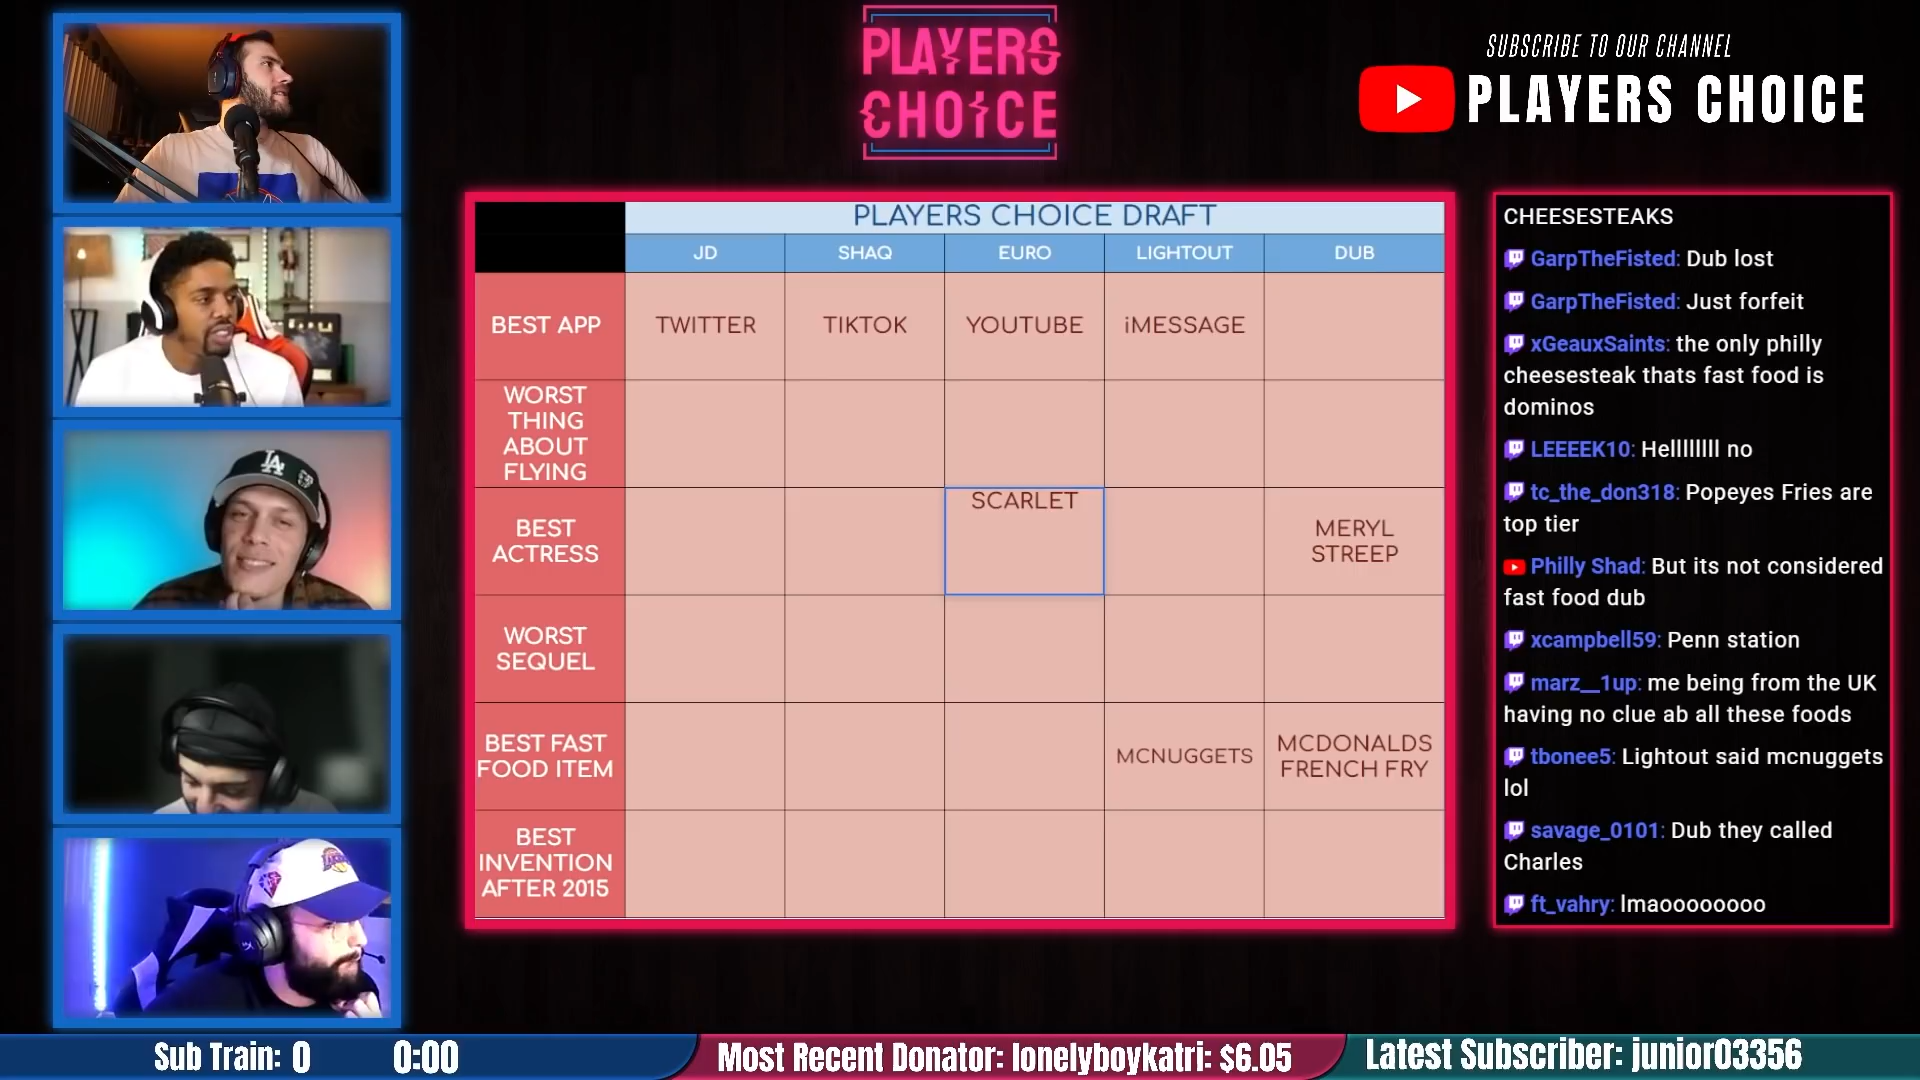 PLAYERS
CHOICE
SUBSCRIBE TO OUR CHANNEL
PLAYERS CHOICE
PLAYERS CHOICE DRAFT
JD SHAQ EURO LIGHTOUT DUB
BEST APP TWITTER TIKTOK YOUTUBE iMESSAGE
WORST
THING
ABOUT
FLYING
BEST
ACTRESS
SCARLET
MERYL
STREEP
WORST
SEQUEL
BEST FAST
FOOD ITEM
MCNUGGETS
MCDONALDS
FRENCH FRY
BEST
INVENTION
AFTER 2015
CHEESESTEAKS
GarpTheFisted: Dub lost
GarpTheFisted: Just forfeit
xGeauxSaints: the only philly
cheesesteak thats fast food is
dominos
LEEEEK10: Hellllllll no
tc_the_don318: Popeyes Fries are
top tier
Philly Shad: But its not considered
fast food dub
xcampbell59: Penn station
marz__1up: me being from the UK
having no clue ab all these foods
tbonee5: Lightout said mcnuggets
lol
savage_0101: Dub they called
Charles
ft_vahry: lmaoooooooo
LA
LAKERS
Sub Train: 0 0:00
Most Recent Donator: lonelyboykatri: $6.05
Latest Subscriber: junior03356